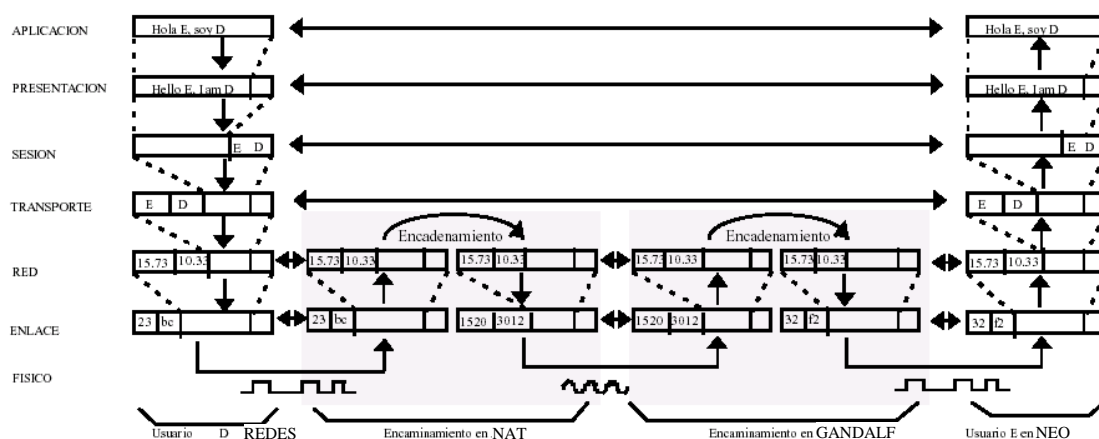 APLICACION
Hola E, soy D
Hola E, soy D
PRESENTACION
Hello E, I am D
Hello E, I am D
SESION
E D
E D
TRANSPORTE
E D
E D
Encadenamiento
Encadenamiento
RED
15.73 10.33
15.73 10.33
15.73 10.33
15.73 10.33
15.73 10.33
15.73 10.33
ENLACE
23 bc
23 bc
1520 3012
1520 3012
32 f2
32 f2
FISICO
Usuario D REDES
Encaminamiento en NAT
Encaminamiento en GANDALF
Usuario E en NEO